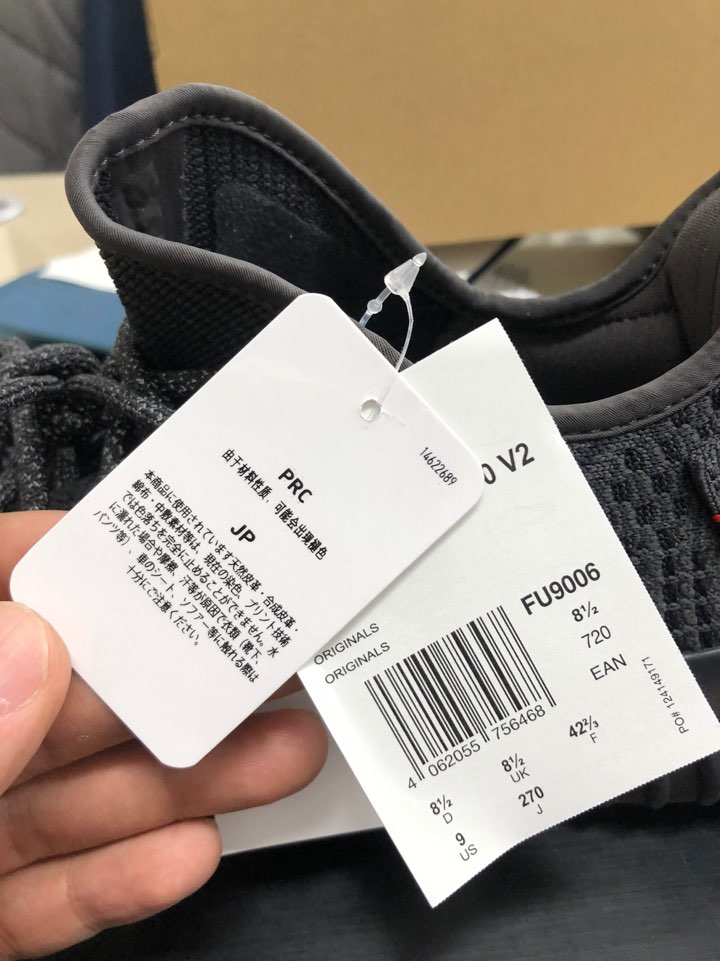 14622689
PRC
由于材料性质，可能会出现褪色
JP
本商品に使用されています天然皮革・合成皮革・
綿布・中敷素材等は、現在の染色、プリント技術
では色落ちを完全に止めることができません。水
に濡れた場合や摩擦、汗等が原因で衣類（靴下、
パンツ等）、車のシート、ソファー等に触れる際は
十分にご注意ください。
0 V2
FU9006
8½
720
EAN
ORIGINALS
ORIGINALS
4 062055 756468
PO# 124149171
8½
D
8½
UK
42⅔
F
9
US
270
J